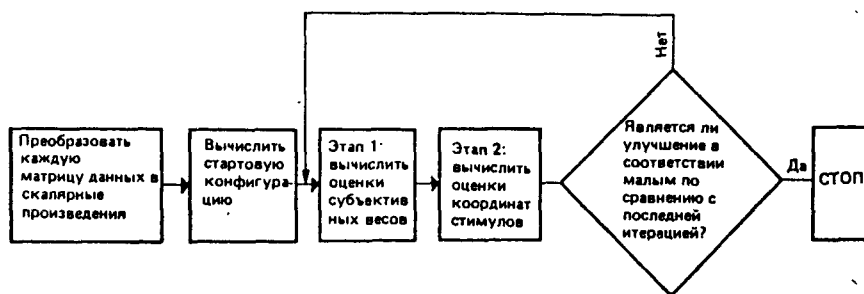 Нет
Преобразовать
каждую
матрицу данных в
скалярные
произведения
Вычислить
стартовую
конфигура-
цию
Этап 1:
вычислить
оценки
субъектив
ных весов
Этап 2:
вычислить
оценки
координат
стимулов
Является ли
улучшение в
соответствии
малым по
сравнению с
последней
итерацией?
Да
СТОП